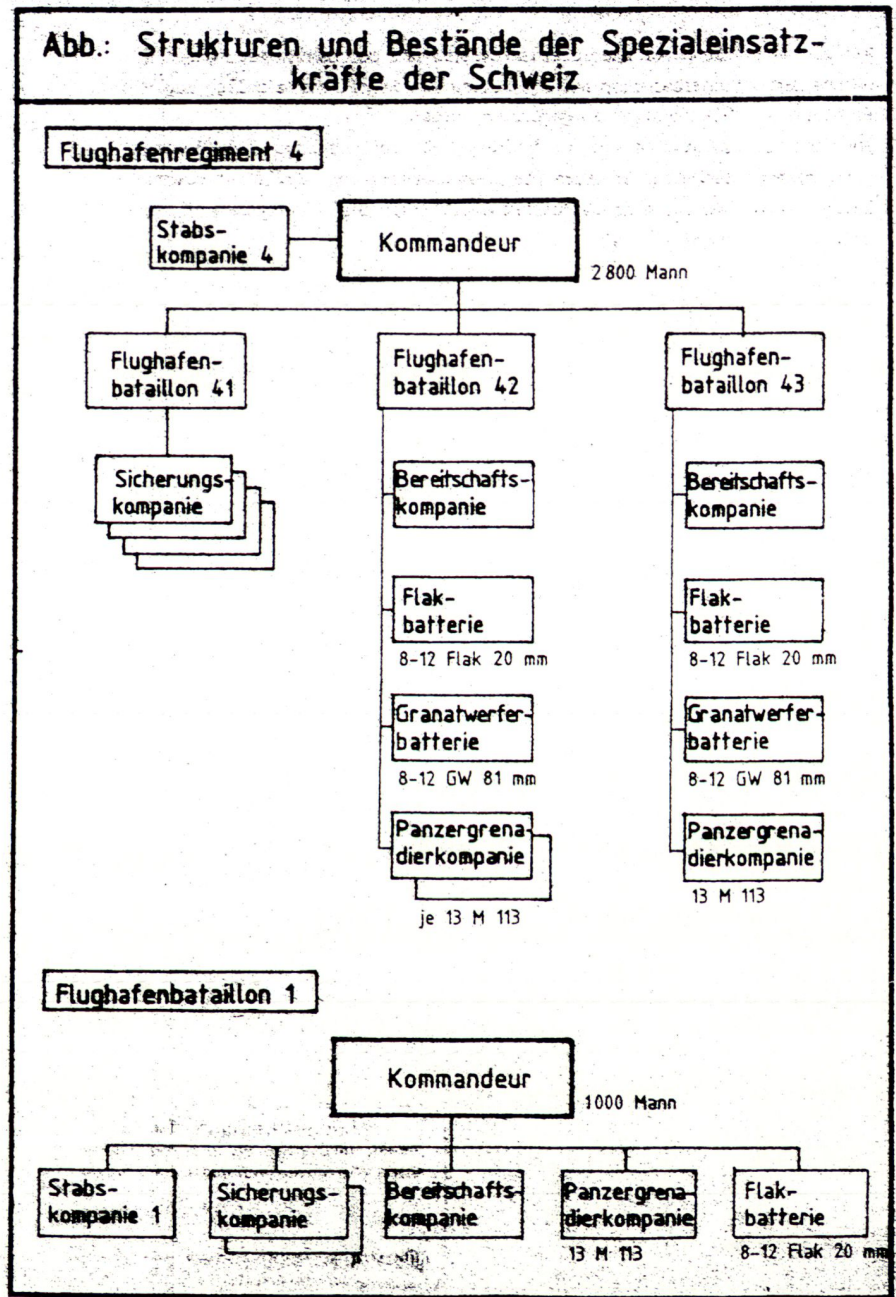 Abb.: Strukturen und Bestände der Spezialeinsatz-
kräfte der Schweiz
Flughafenregiment 4
Stabs-
kompanie 4
Kommandeur
2 800 Mann
Flughafen-
bataillon 41
Flughafen-
bataillon 42
Flughafen-
bataillon 43
Sicherungs-
kompanie
Bereitschafts-
kompanie
Bereitschafts-
kompanie
Flak-
batterie
8-12 Flak 20 mm
Flak-
batterie
8-12 Flak 20 mm
Granatwerfer-
batterie
8-12 GW 81 mm
Granatwerfer-
batterie
8-12 GW 81 mm
Panzergrena-
dierkompanie
je 13 M 113
Panzergrena-
dierkompanie
13 M 113
Flughafenbataillon 1
Kommandeur
1000 Mann
Stabs-
kompanie 1
Sicherungs-
kompanie
Bereitschafts-
kompanie
Panzergrena-
dierkompanie
13 M 113
Flak-
batterie
8-12 Flak 20 mm